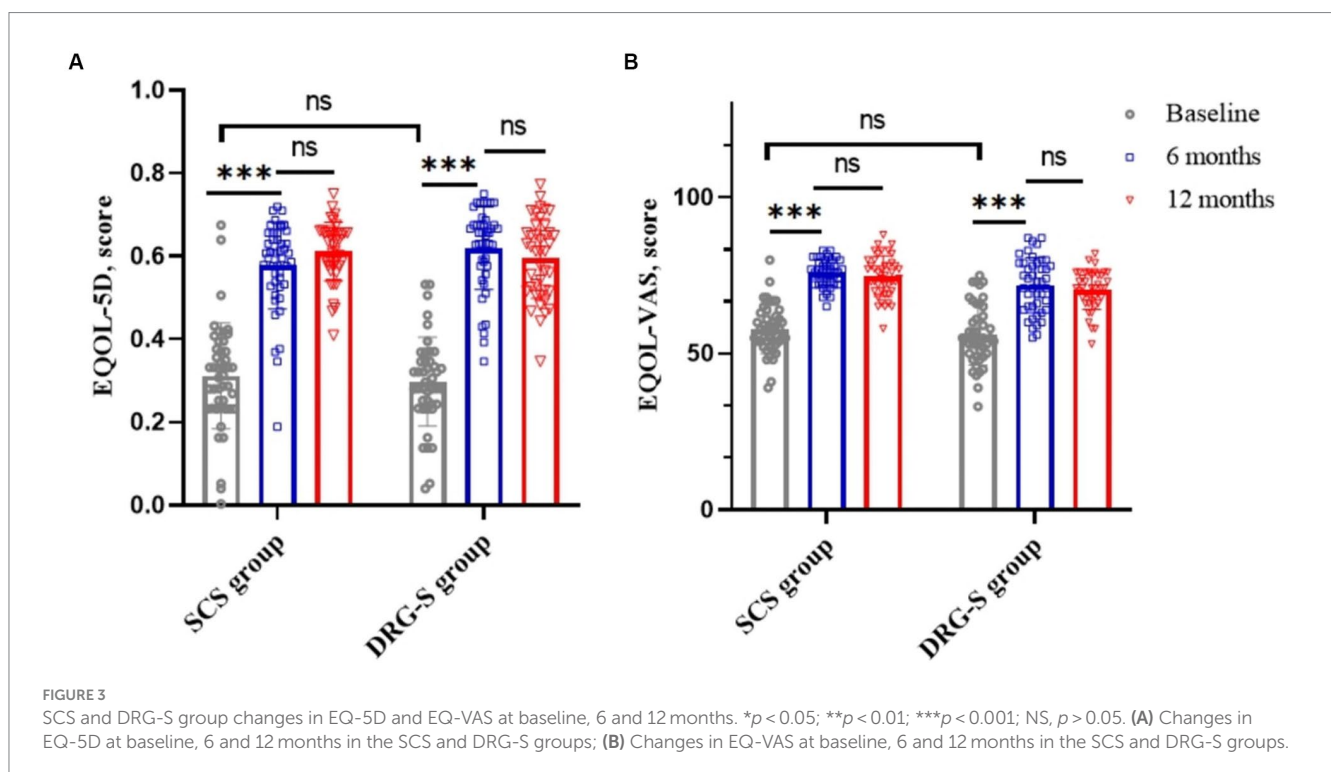 A
EQOL-5D, score
1.0
0.8
0.6
0.4
0.2
0.0
ns
ns
ns
***
***
SCS group
DRG-S group
B
EQOL-VAS, score
100
50
0
ns
ns
ns
***
***
SCS group
DRG-S group
Baseline
6 months
12 months
FIGURE 3
SCS and DRG-S group changes in EQ-5D and EQ-VAS at baseline, 6 and 12 months. *p < 0.05; **p < 0.01; ***p < 0.001; NS, p > 0.05. (A) Changes in
EQ-5D at baseline, 6 and 12 months in the SCS and DRG-S groups; (B) Changes in EQ-VAS at baseline, 6 and 12 months in the SCS and DRG-S groups.